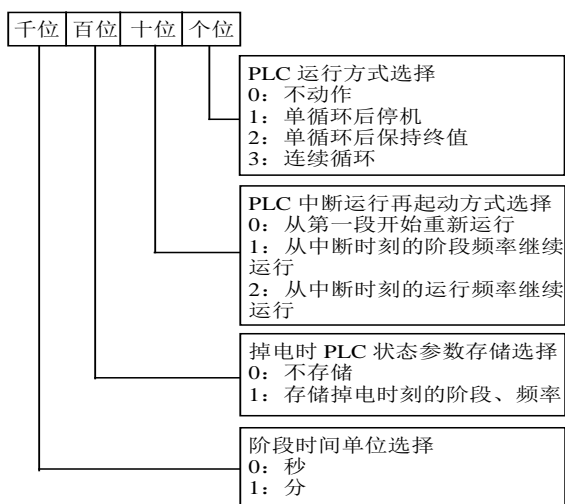 千位 百位 十位 个位
PLC 运行方式选择
0：不动作
1：单循环后停机
2：单循环后保持终值
3：连续循环
PLC 中断运行再起动方式选择
0：从第一段开始重新运行
1：从中断时刻的阶段频率继续
运行
2：从中断时刻的运行频率继续
运行
掉电时 PLC 状态参数存储选择
0：不存储
1：存储掉电时刻的阶段、频率
阶段时间单位选择
0：秒
1：分